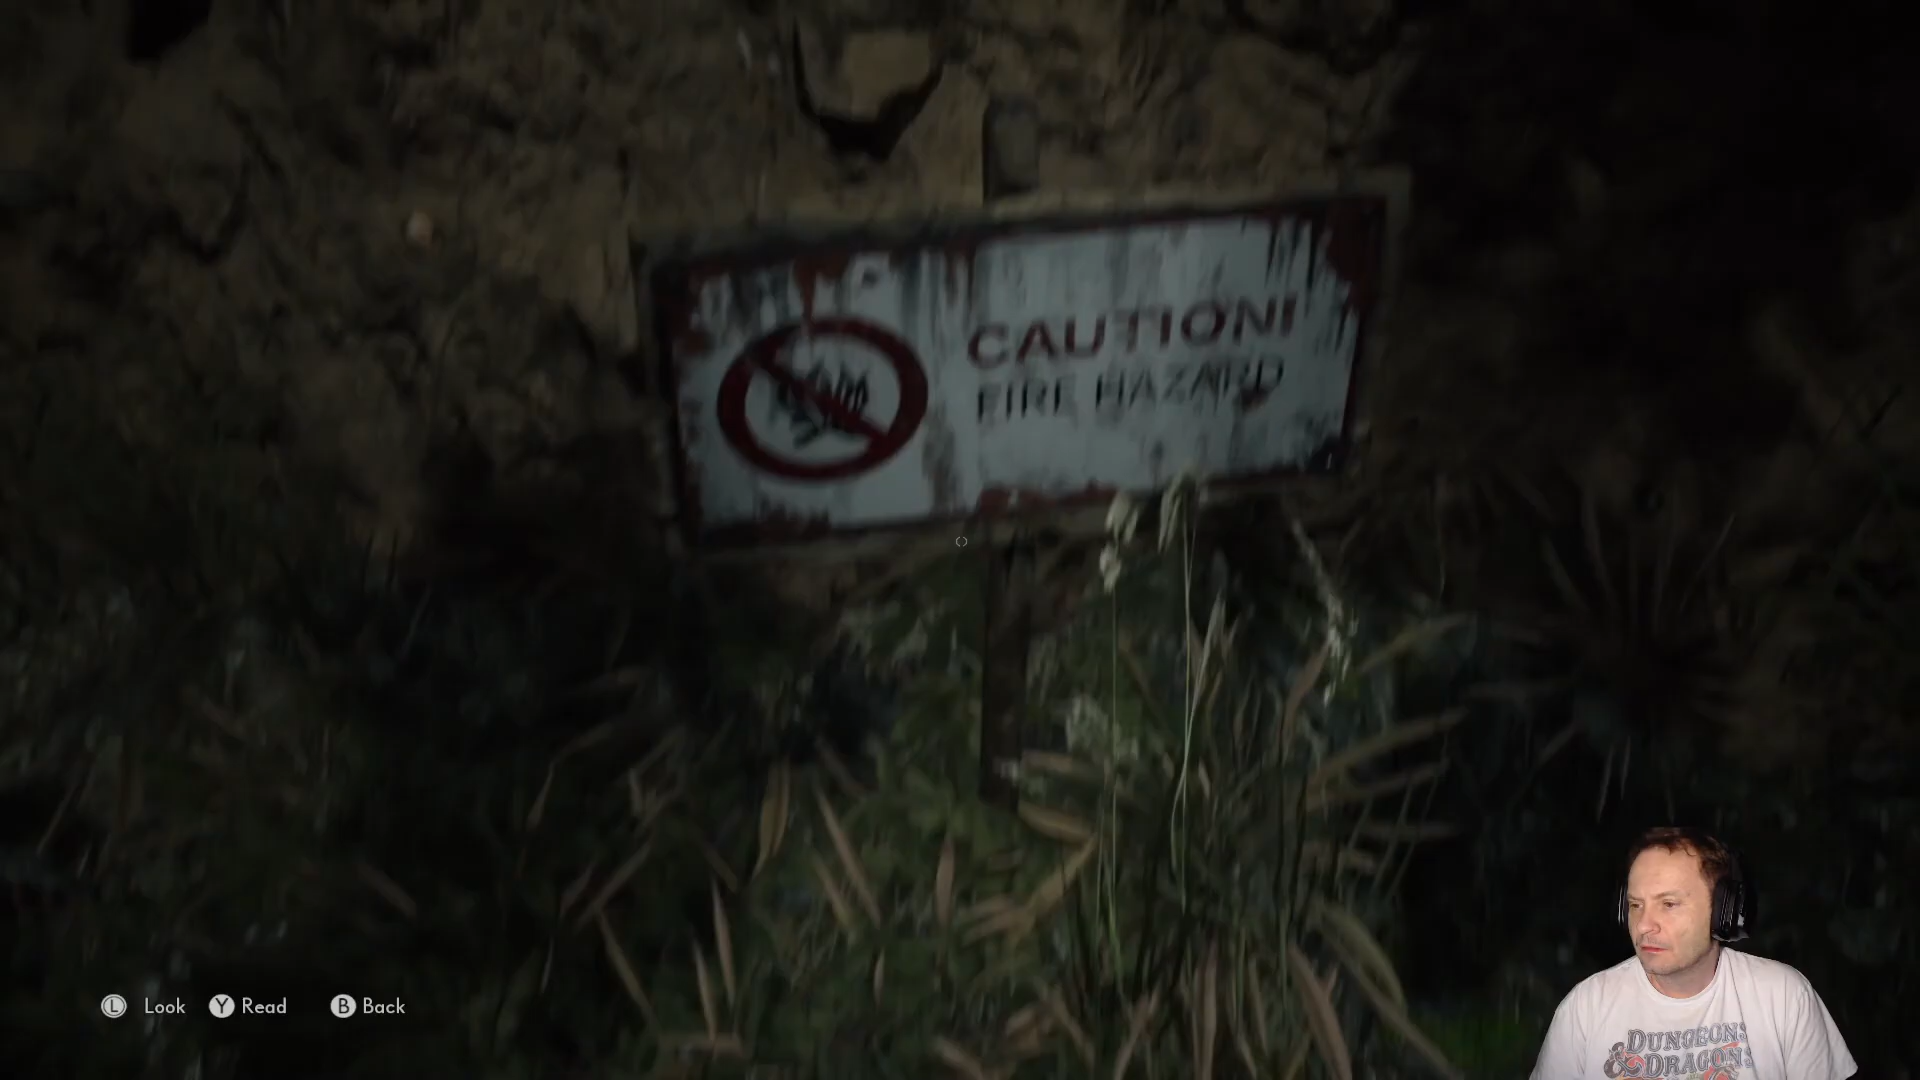 CAUTION!
FIRE HAZARD
L Look Y Read B Back
DUNGEONS
& DRAGONS